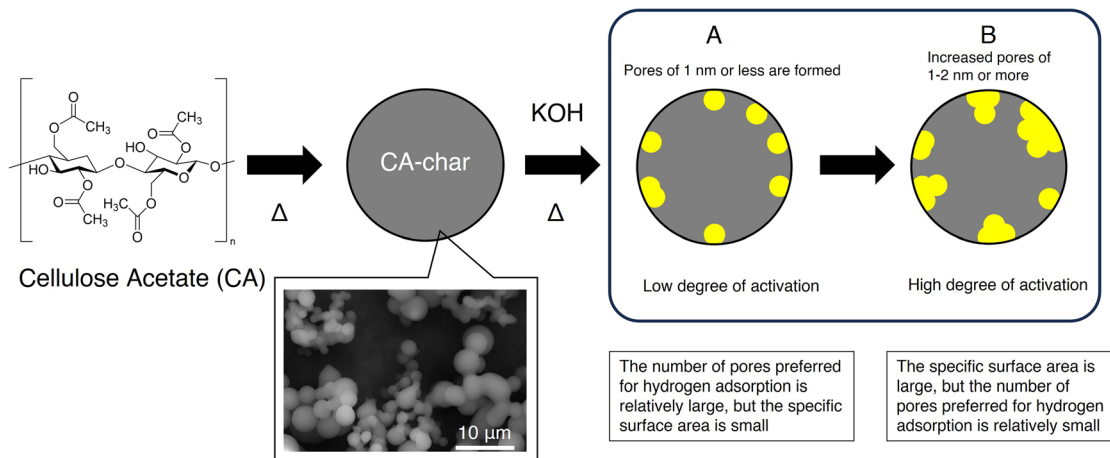 A
B
Pores of 1 nm or less are formed
Increased pores of
1-2 nm or more
O
CH₃
O
O
O
CH₃
HO
O
O
O
HO
O
O
O
O
CH₃
H₃C
O
O
n
Cellulose Acetate (CA)
Δ
CA-char
KOH
Δ
Low degree of activation
High degree of activation
10 μm
The number of pores preferred
for hydrogen adsorption is
relatively large, but the specific
surface area is small
The specific surface area is
large, but the number of
pores preferred for hydrogen
adsorption is relatively small